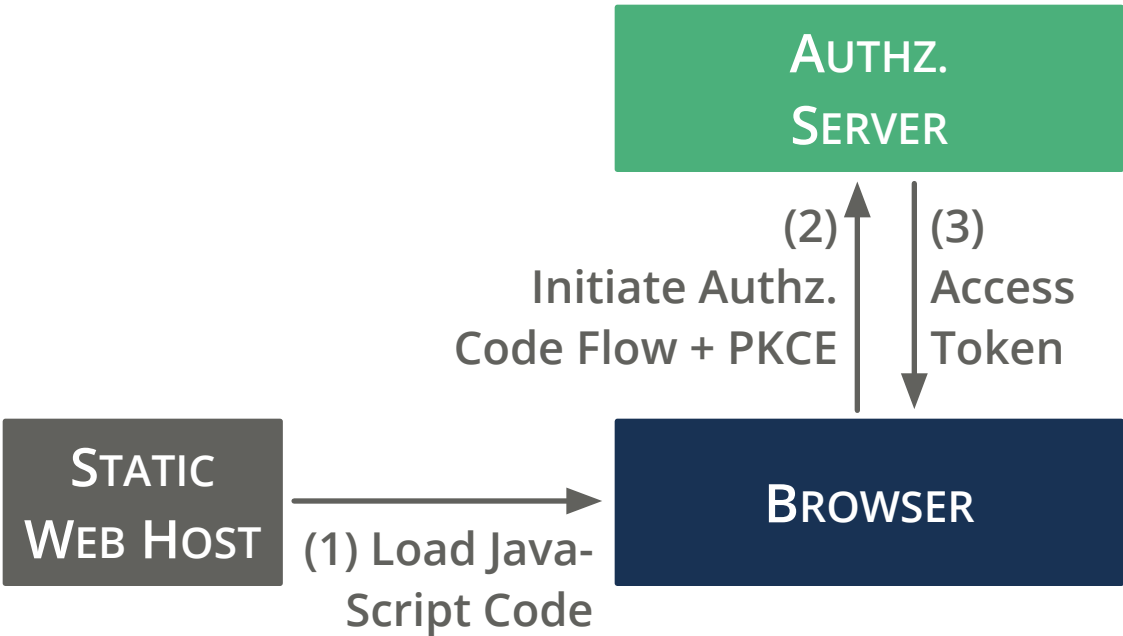 AUTHZ.
SERVER
(2)
Initiate Authz.
Code Flow + PKCE
(3)
Access
Token
STATIC
WEB HOST
(1) Load Java-
Script Code
BROWSER